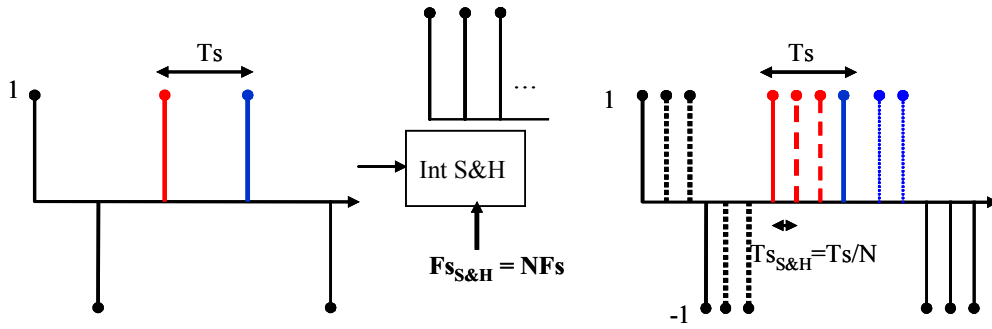 Ts
1
...
Int S&H
Fs_S&H = NFs
Ts
1
Ts_S&H=Ts/N
-1